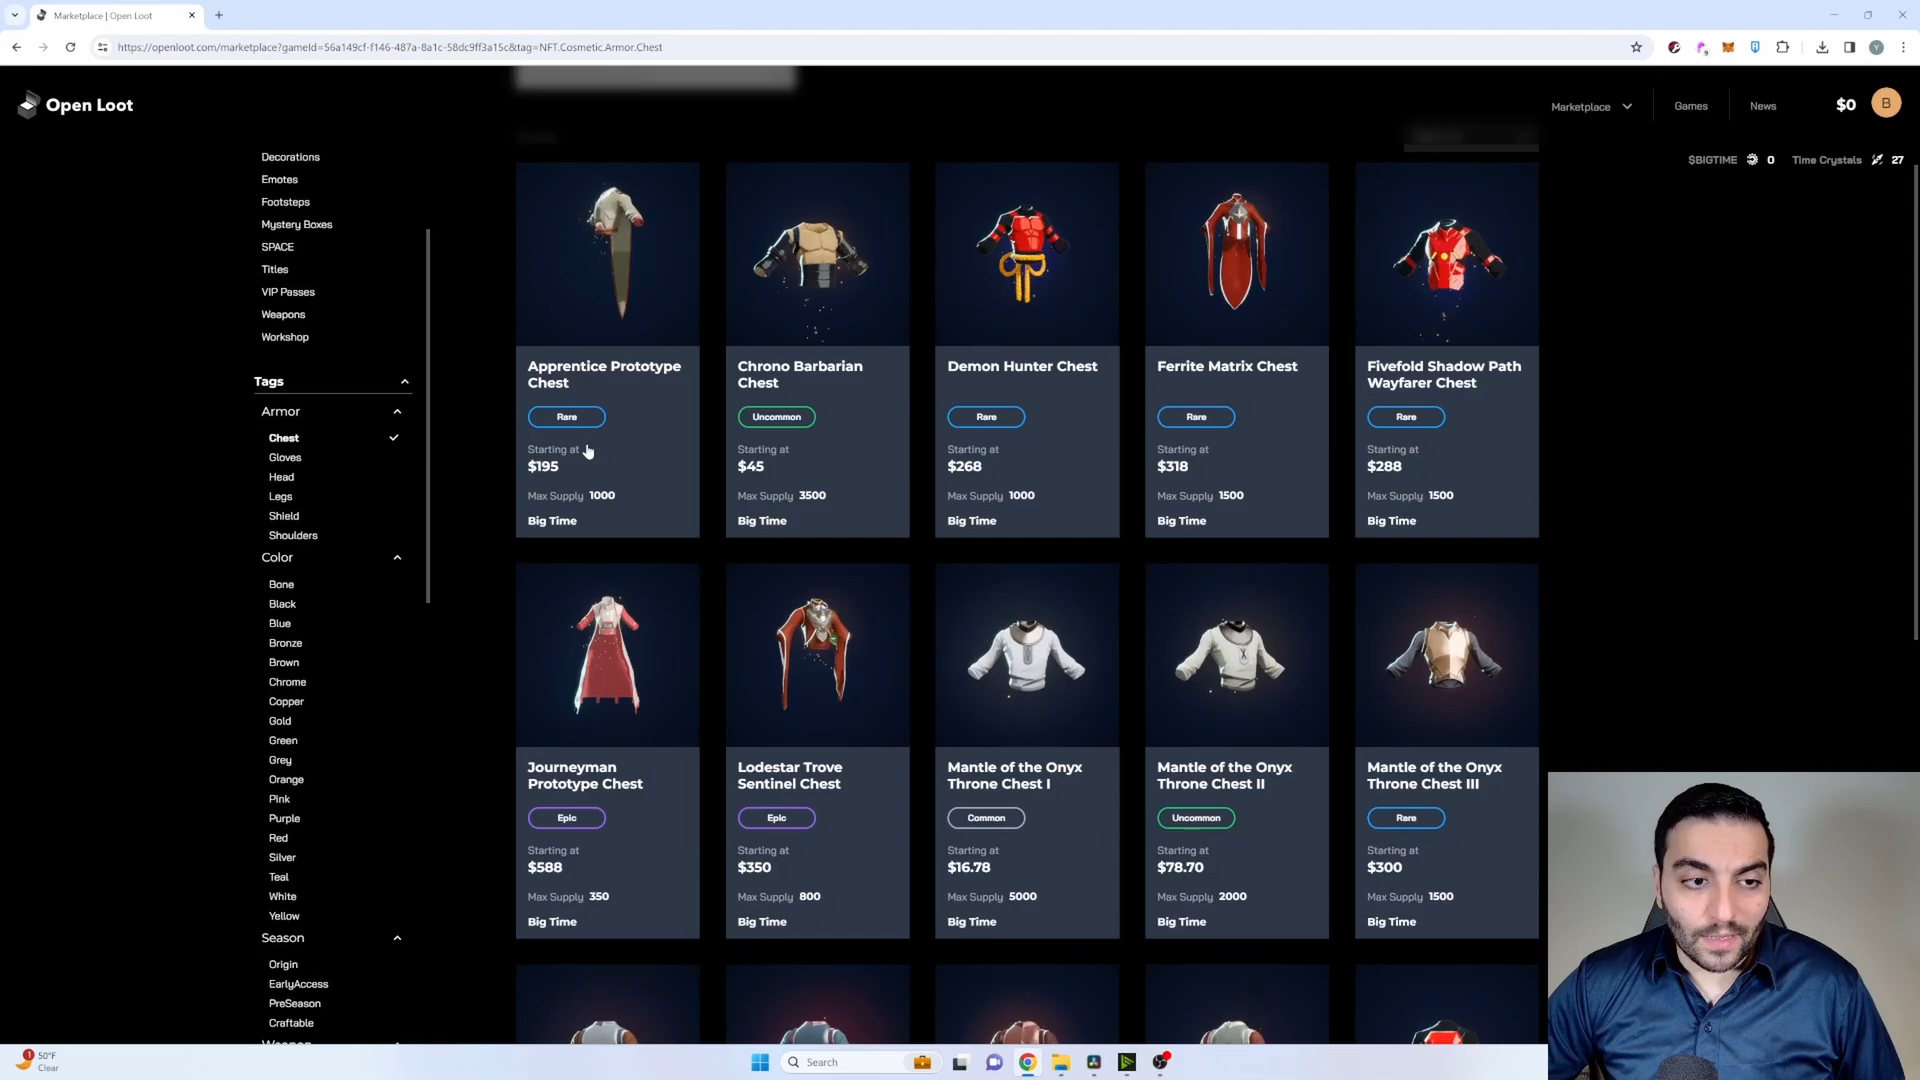 Marketplace | Open Loot
https://openloot.com/marketplace?gameId=56a149cf-f146-487a-8a1c-58dc9ff3a15c&tag=NFT.Cosmetic.Armor.Chest
Open Loot
Marketplace
Games
News
$0
B
$BIGTIME 0
Time Crystals 27
Decorations
Emotes
Footsteps
Mystery Boxes
SPACE
Titles
VIP Passes
Weapons
Workshop
Tags
Armor
Chest
Gloves
Head
Legs
Shield
Shoulders
Color
Bone
Black
Blue
Bronze
Brown
Chrome
Copper
Gold
Green
Grey
Orange
Pink
Purple
Red
Silver
Teal
White
Yellow
Season
Origin
EarlyAccess
PreSeason
Craftable
Apprentice Prototype
Chest
Rare
Starting at
$195
Max Supply 1000
Big Time
Chrono Barbarian
Chest
Uncommon
Starting at
$45
Max Supply 3500
Big Time
Demon Hunter Chest
Rare
Starting at
$268
Max Supply 1000
Big Time
Ferrite Matrix Chest
Rare
Starting at
$318
Max Supply 1500
Big Time
Fivefold Shadow Path
Wayfarer Chest
Rare
Starting at
$288
Max Supply 1500
Big Time
Journeyman
Prototype Chest
Epic
Starting at
$588
Max Supply 350
Big Time
Lodestar Trove
Sentinel Chest
Epic
Starting at
$350
Max Supply 800
Big Time
Mantle of the Onyx
Throne Chest I
Common
Starting at
$16.78
Max Supply 5000
Big Time
Mantle of the Onyx
Throne Chest II
Uncommon
Starting at
$78.70
Max Supply 2000
Big Time
Mantle of the Onyx
Throne Chest III
Rare
Starting at
$300
Max Supply 1500
Big Time
1
50°F
Clear
Search